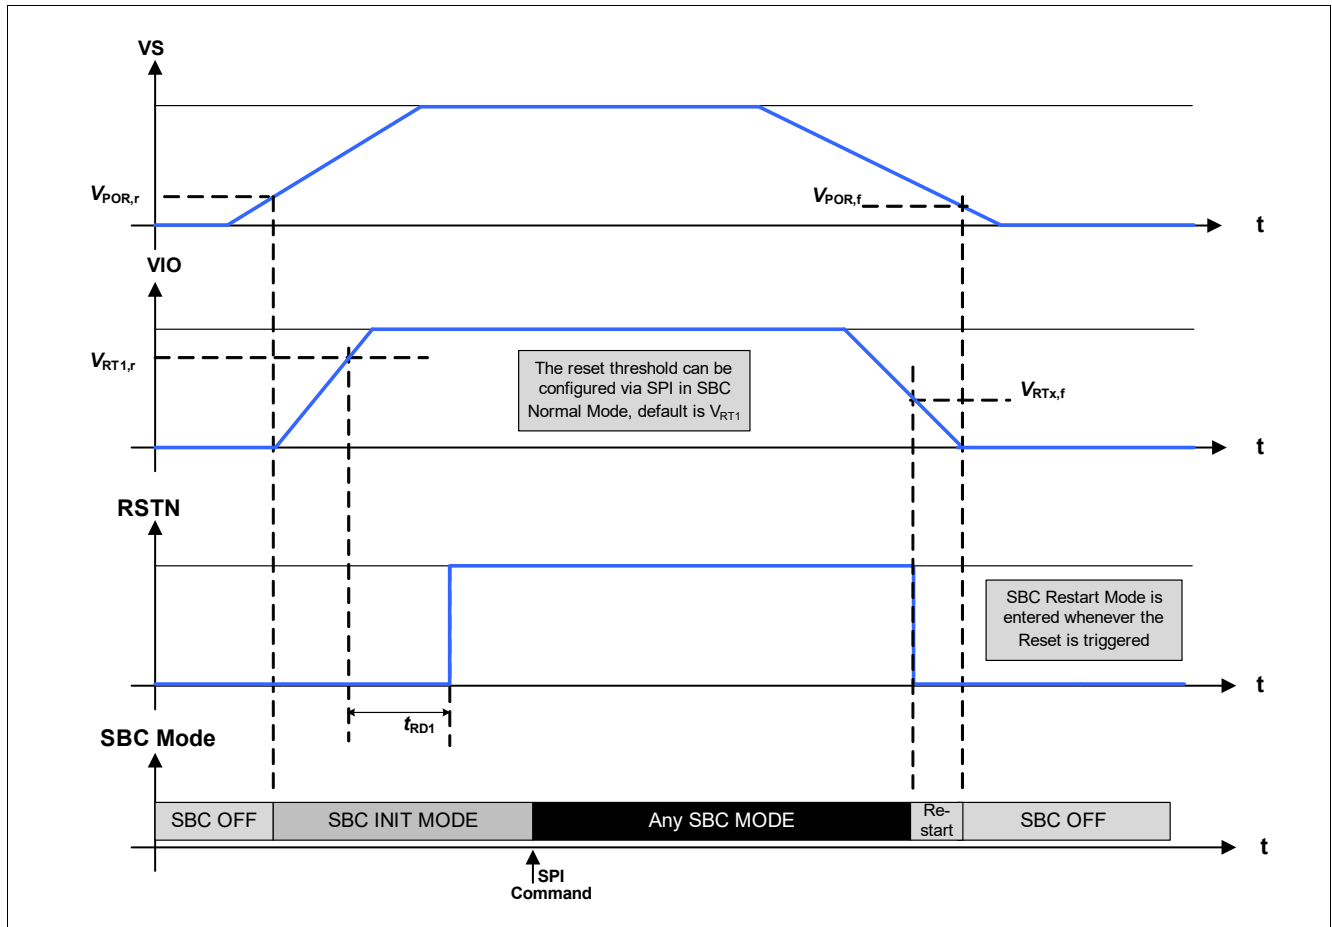 VS
VPOR,r
VPOR,f
t
VIO
VRT1,r
The reset threshold can be
configured via SPI in SBC
Normal Mode, default is VRT1
VRTx,f
t
RSTN
SBC Restart Mode is
entered whenever the
Reset is triggered
t
tRD1
SBC Mode
SBC OFF
SBC INIT MODE
Any SBC MODE
Re-
start
SBC OFF
t
SPI
Command